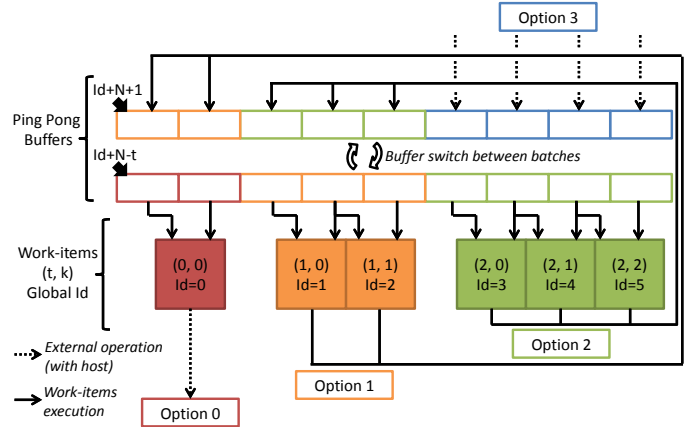 Option 3
Id+N+1
Ping Pong
Buffers
Buffer switch between batches
Id+N-t
Work-items
(t, k)
Global Id
(0, 0)
Id=0
(1, 0)
Id=1
(1, 1)
Id=2
(2, 0)
Id=3
(2, 1)
Id=4
(2, 2)
Id=5
External operation
(with host)
Option 2
Option 1
Work-items
execution
Option 0